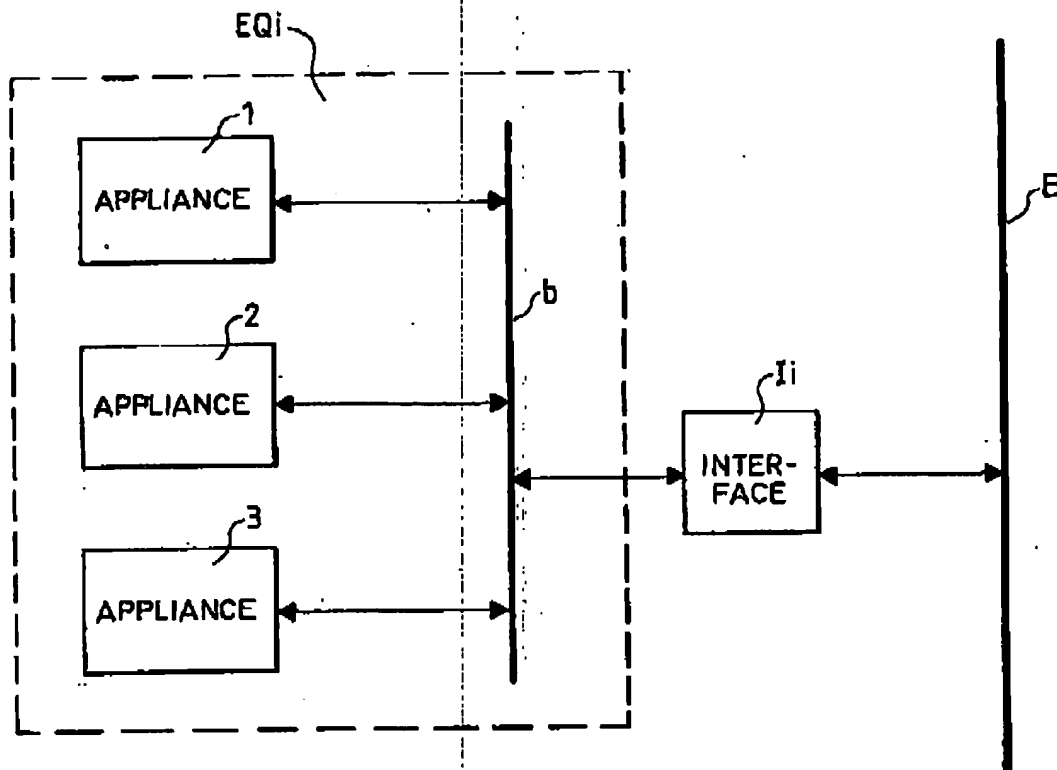 EQi
1
APPLIANCE
b
B
2
APPLIANCE
Ii
INTER-
FACE
3
APPLIANCE